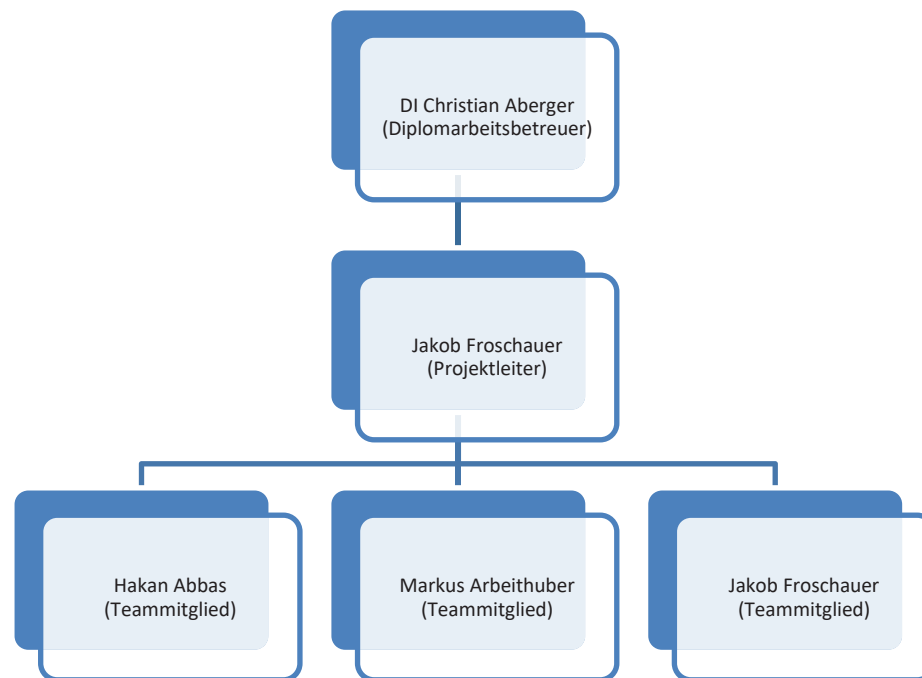 DI Christian Aberger
(Diplomarbeitsbetreuer)
Jakob Froschauer
(Projektleiter)
Hakan Abbas
(Teammitglied)
Markus Arbeithuber
(Teammitglied)
Jakob Froschauer
(Teammitglied)